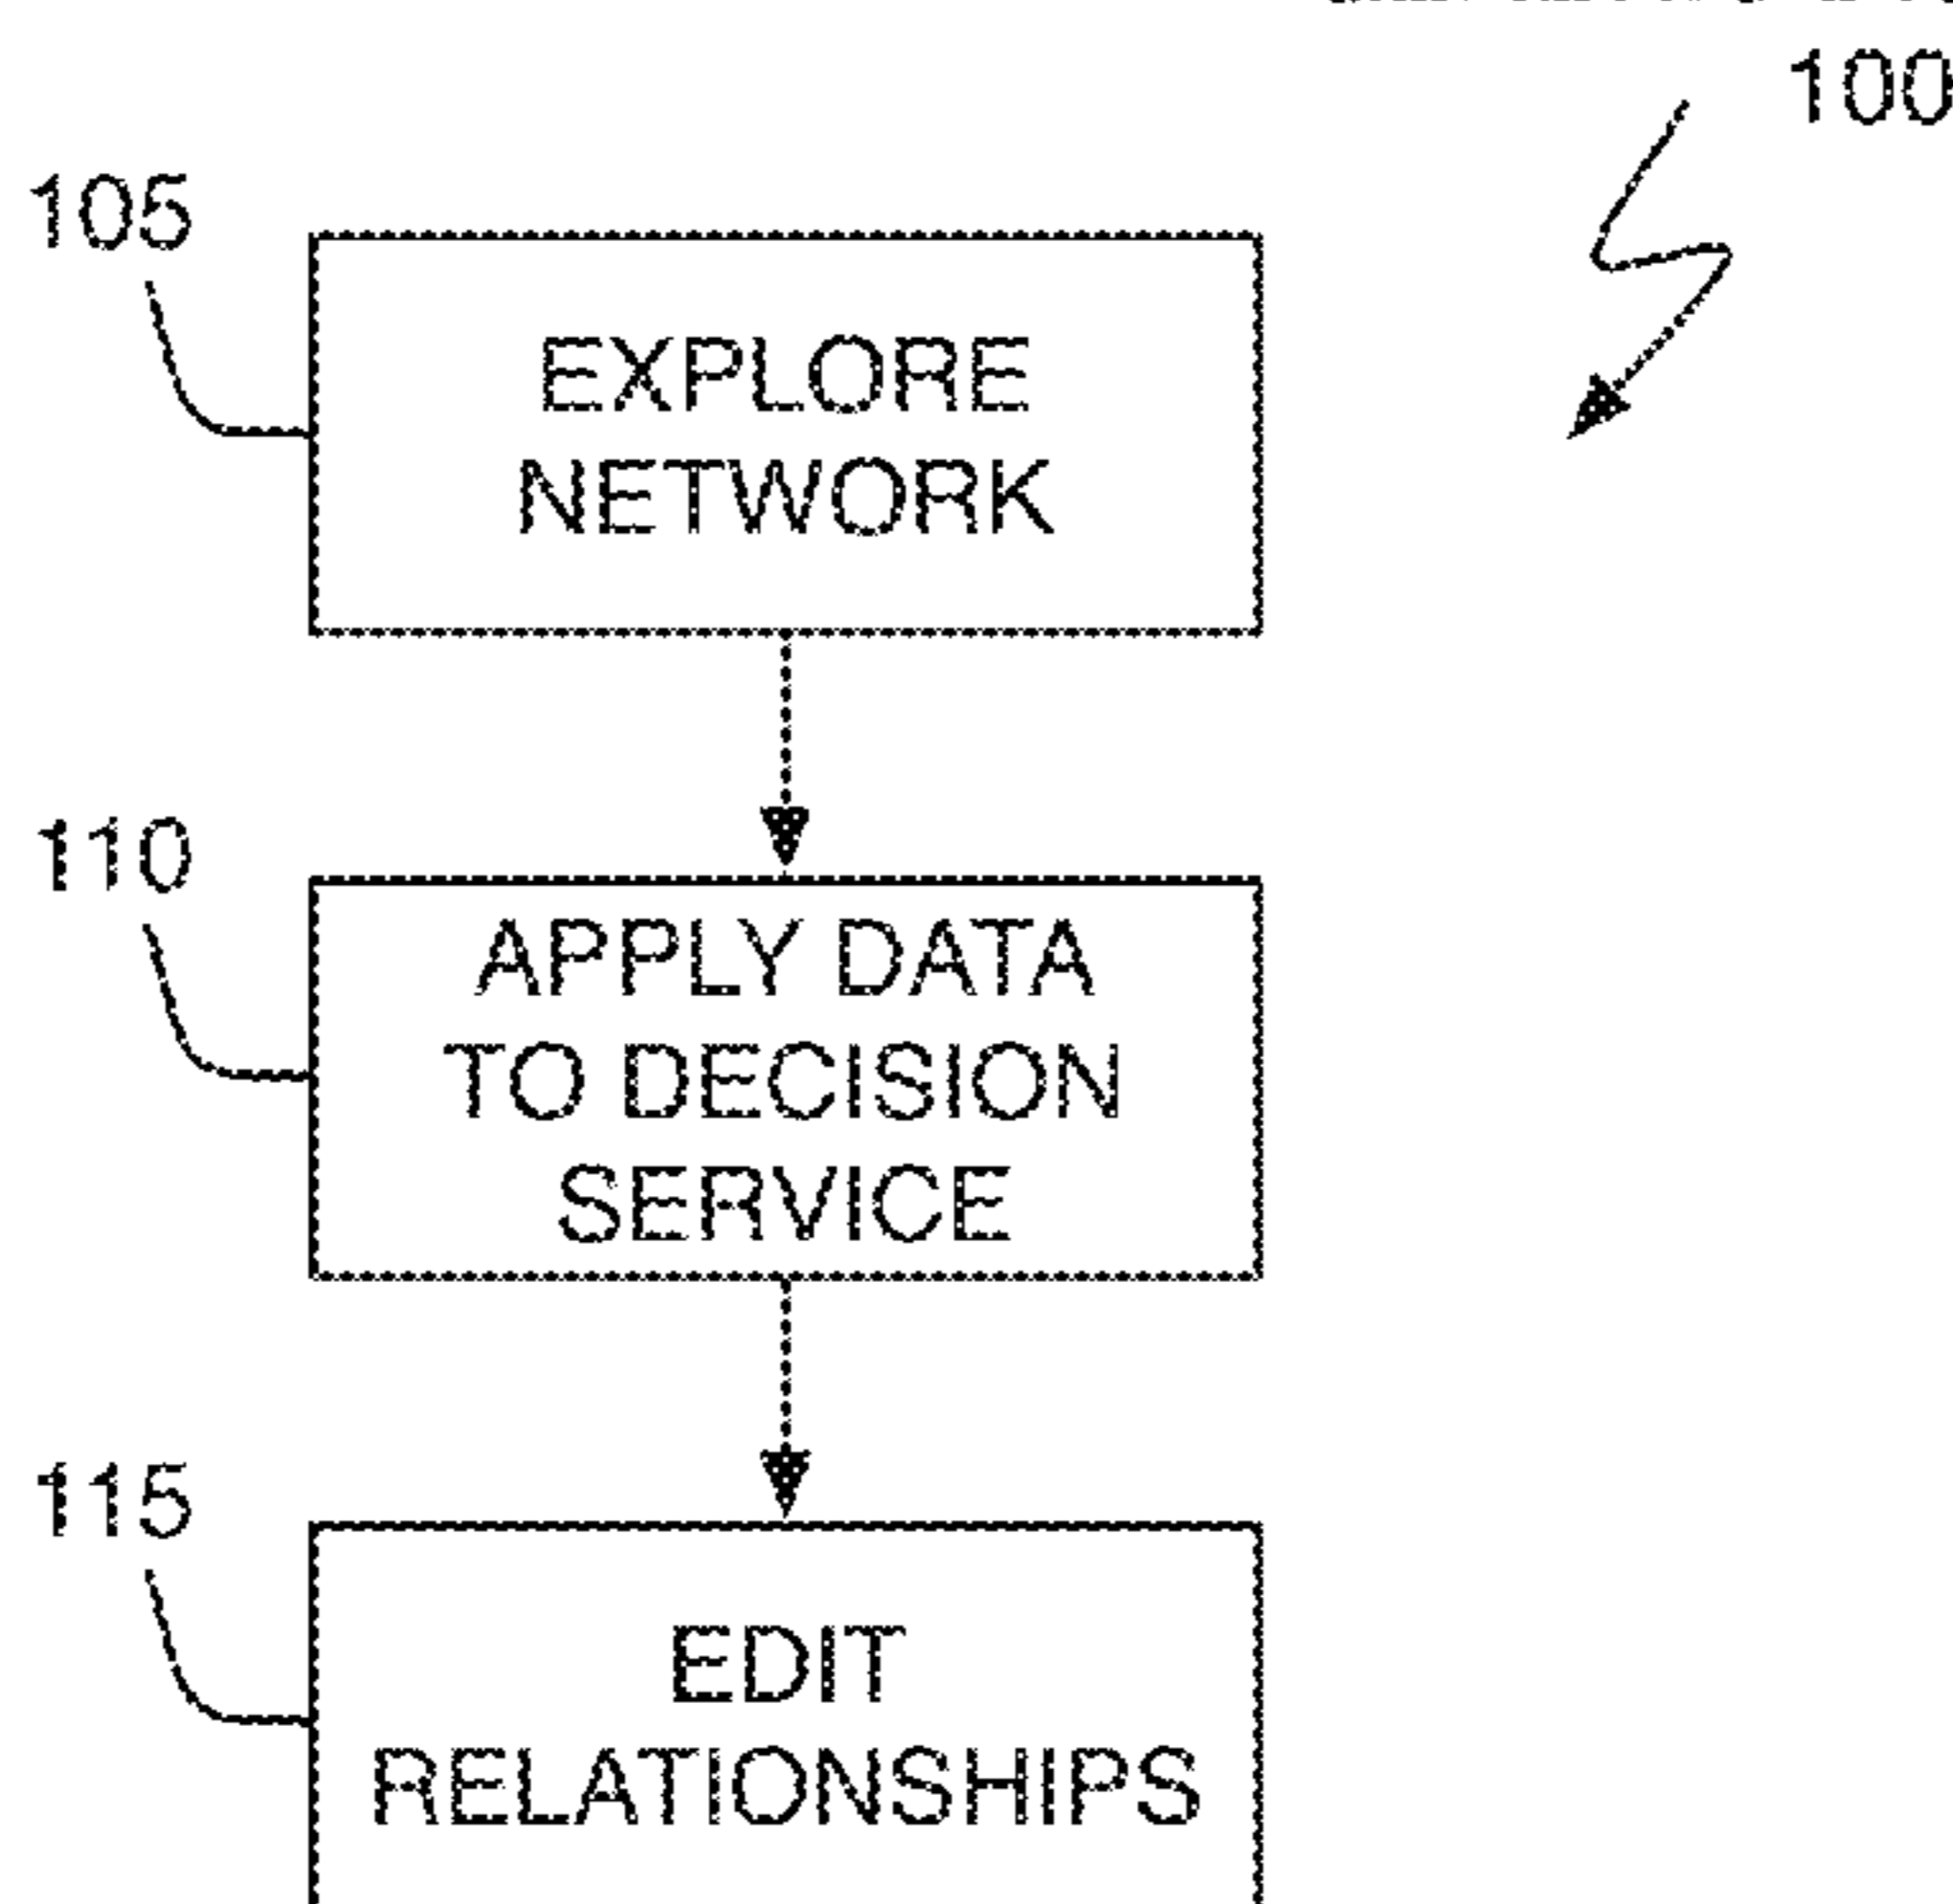 100
105
EXPLORE
NETWORK
110
APPLY DATA
TO DECISION
SERVICE
115
EDIT
RELATIONSHIPS